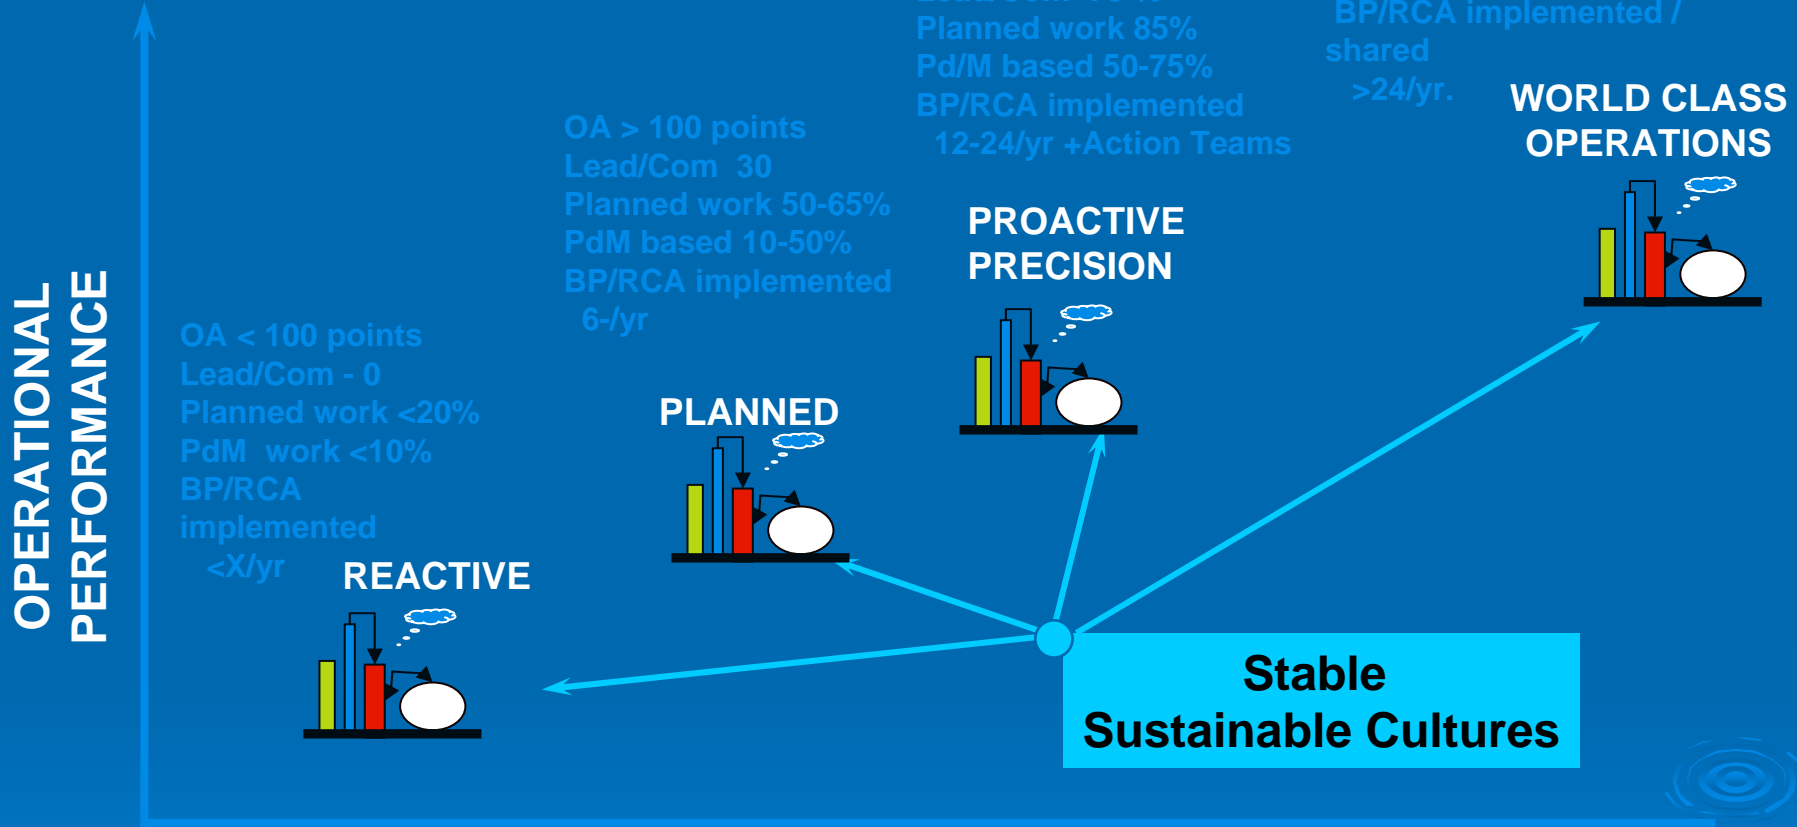 Planned work 85%
Pd/M based 50-75%
BP/RCA implemented
12-24/yr +Action Teams
BP/RCA implemented /
shared
>24/yr.
WORLD CLASS
OPERATIONS
OA > 100 points
Lead/Com 30
Planned work 50-65%
PdM based 10-50%
BP/RCA implemented
6-/yr
PROACTIVE
PRECISION
OA < 100 points
Lead/Com - 0
Planned work <20%
PdM work <10%
BP/RCA
implemented
<X/yr
PLANNED
REACTIVE
OPERATIONAL
PERFORMANCE
Stable
Sustainable Cultures